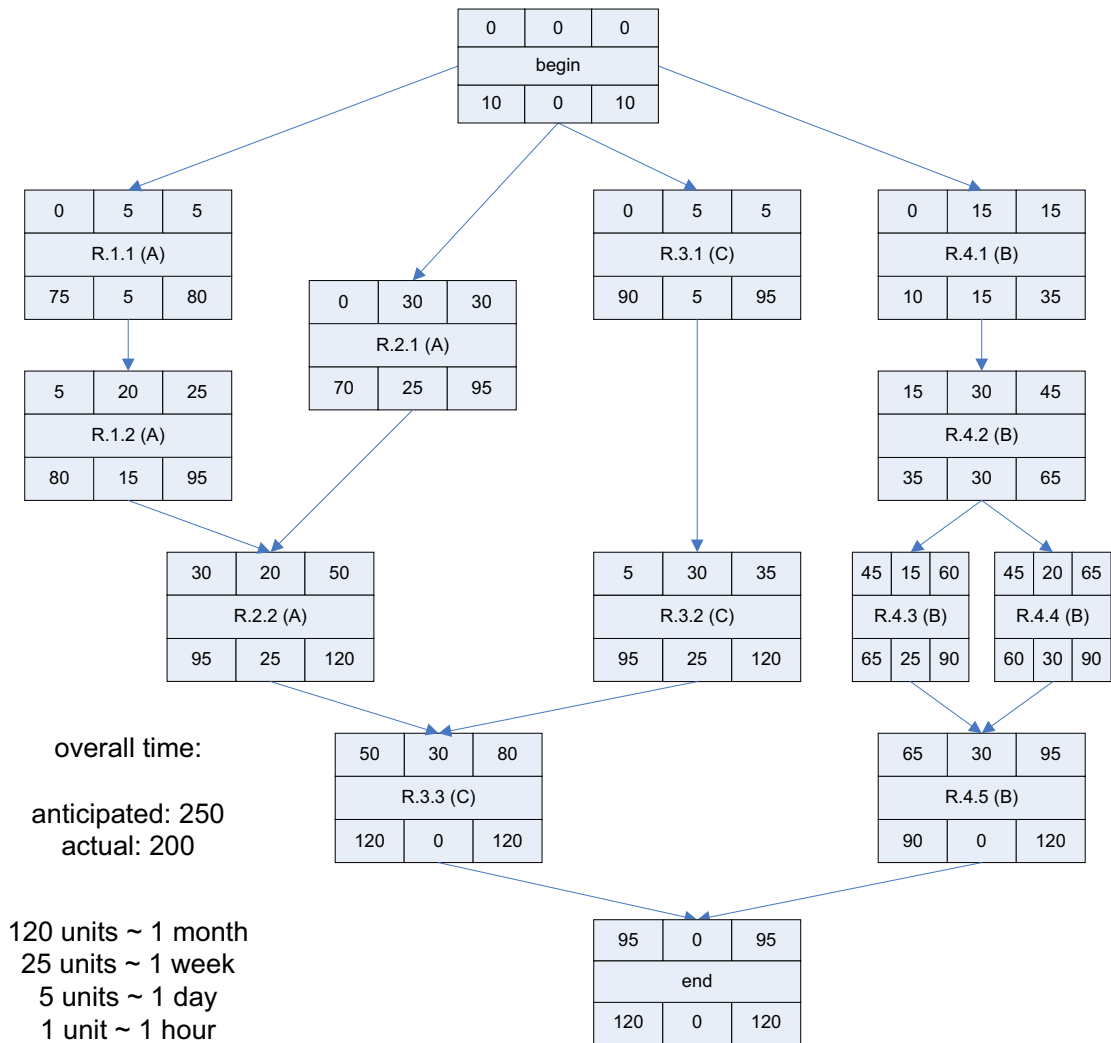 0 0 0
begin
10 0 10
0 5 5
R.1.1 (A)
75 5 80
0 30 30
R.2.1 (A)
70 25 95
0 5 5
R.3.1 (C)
90 5 95
0 15 15
R.4.1 (B)
10 15 35
5 20 25
R.1.2 (A)
80 15 95
15 30 45
R.4.2 (B)
35 30 65
30 20 50
R.2.2 (A)
95 25 120
5 30 35
R.3.2 (C)
95 25 120
45 15 60
R.4.3 (B)
65 25 90
45 20 65
R.4.4 (B)
60 30 90
50 30 80
R.3.3 (C)
120 0 120
65 30 95
R.4.5 (B)
90 0 120
95 0 95
end
120 0 120
overall time:
anticipated: 250
actual: 200
120 units ~ 1 month
25 units ~ 1 week
5 units ~ 1 day
1 unit ~ 1 hour